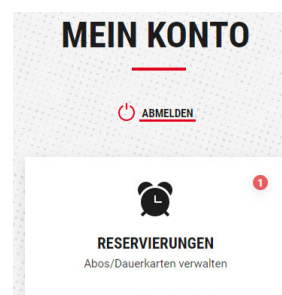 MEIN KONTO
ABMELDEN
1
RESERVIERUNGEN
Abos/Dauerkarten verwalten